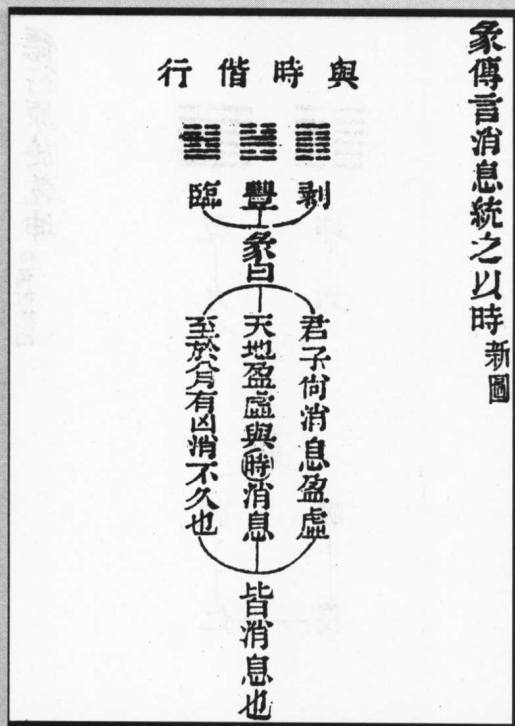 彖傳言消息統之以時 新圖
與時偕行
剝 豐 臨
彖曰
君子尙消息盈虛
天地盈虛與時消息
至於八月有凶消不久也
皆消息也